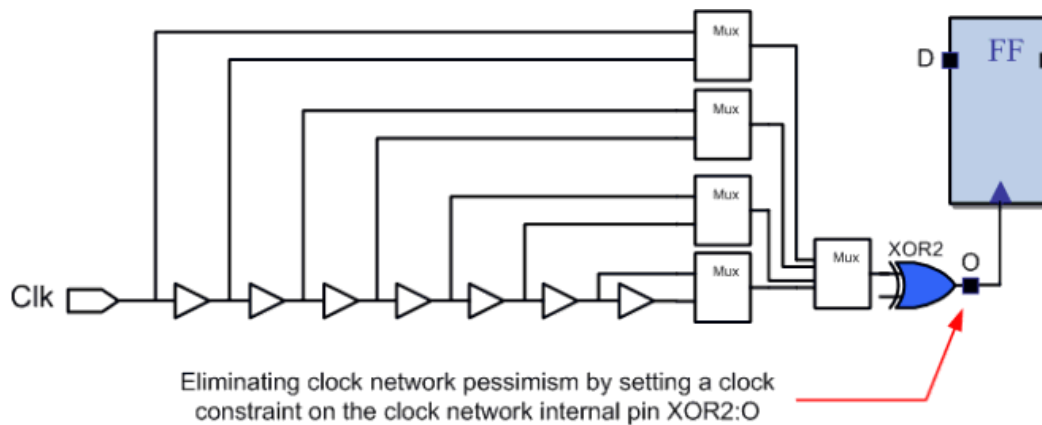 Mux
FF
D
Mux
Mux
XOR2
Mux
O
Mux
Clk
Eliminating clock network pessimism by setting a clock
constraint on the clock network internal pin XOR2:O